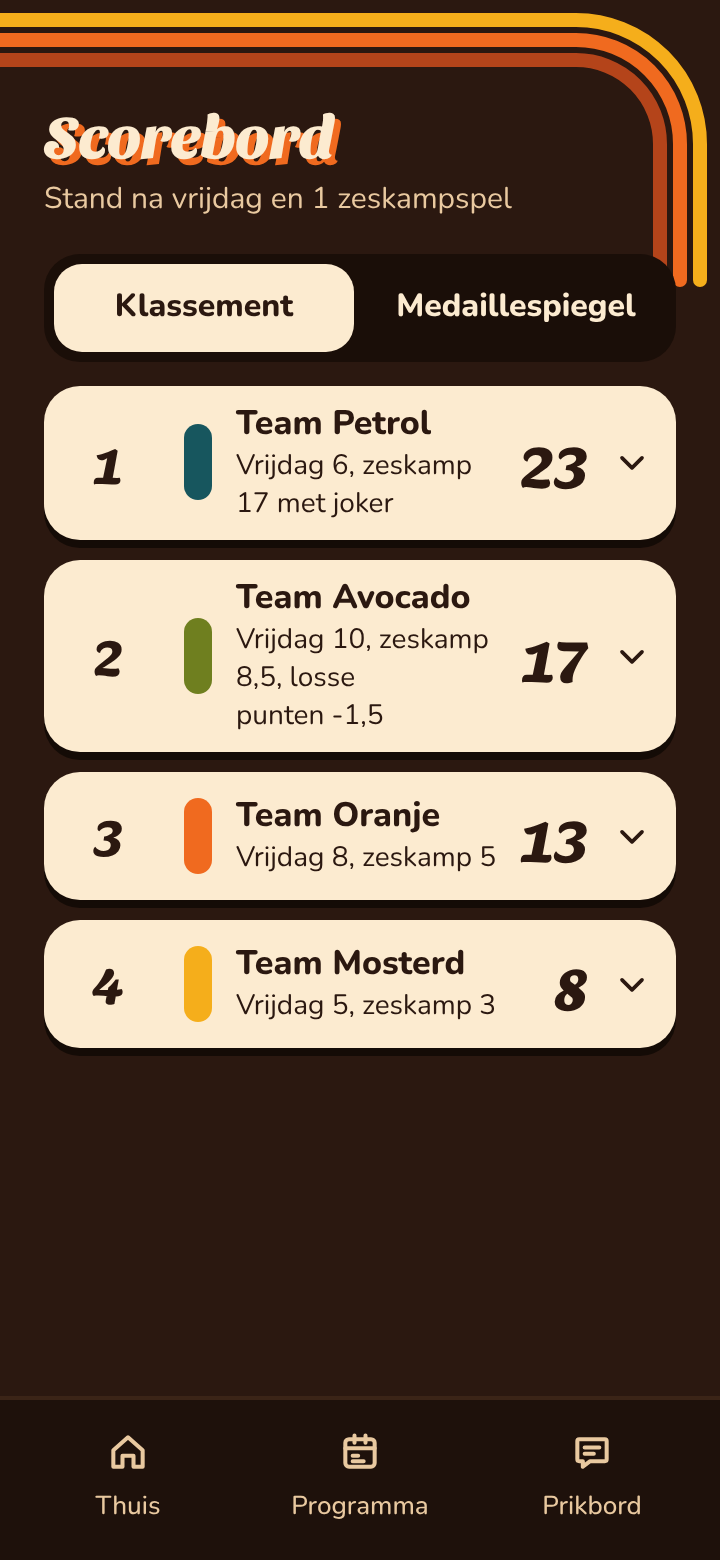 Scorebord
Stand na vrijdag en 1 zeskampspel
Klassement
Medaillespiegel
1
Team Petrol
Vrijdag 6, zeskamp
17 met joker
23
2
Team Avocado
Vrijdag 10, zeskamp
8,5, losse
punten -1,5
17
3
Team Oranje
Vrijdag 8, zeskamp 5
13
4
Team Mosterd
Vrijdag 5, zeskamp 3
8
Thuis
Programma
Prikbord